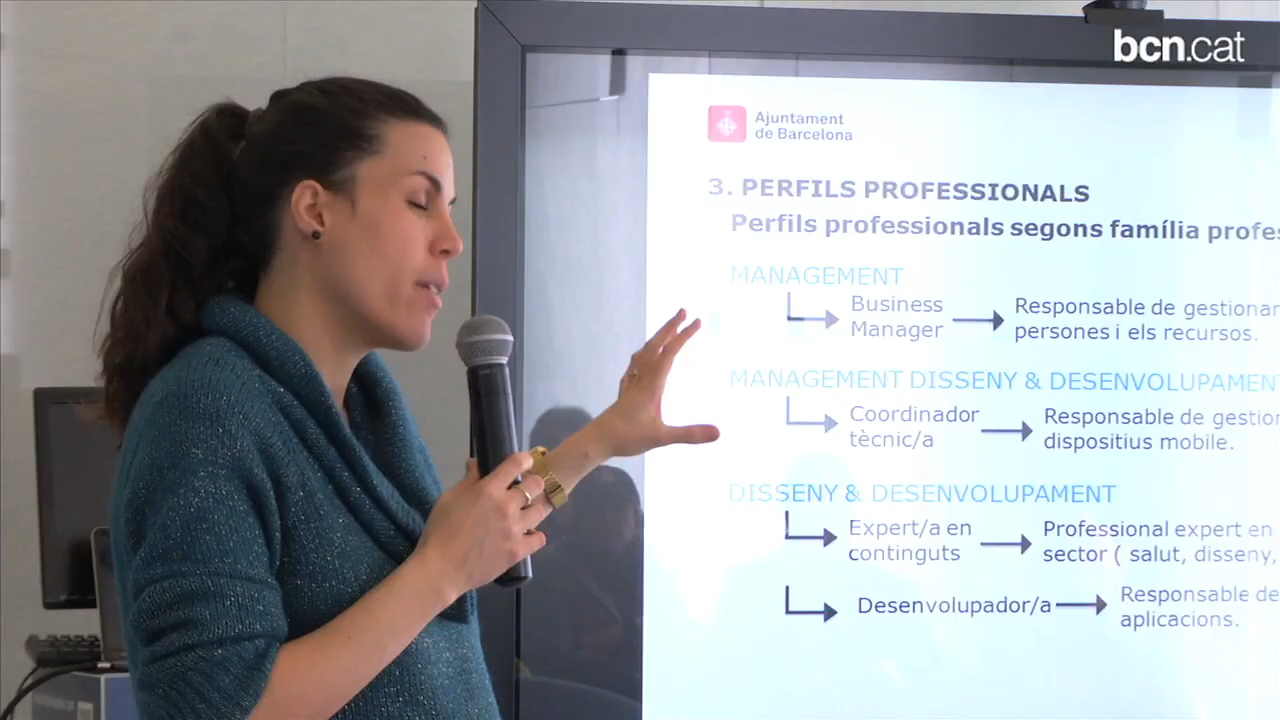 bcn.cat
Ajuntament
de Barcelona
3. PERFILS PROFESSIONALS
Perfils professionals segons família
MANAGEMENT
Business
Manager
Responsable de gestionar
persones i els recursos.
MANAGEMENT DISSENY & DESENVOLUPAMENT
Coordinador
tècnic/a
Responsable de
dispositius mobile.
DISSENY & DESENVOLUPAMENT
Expert/a en
continguts
Professional expert en
sector ( salut, disseny,
Desenvolupador/a
Responsable de
aplicacions.